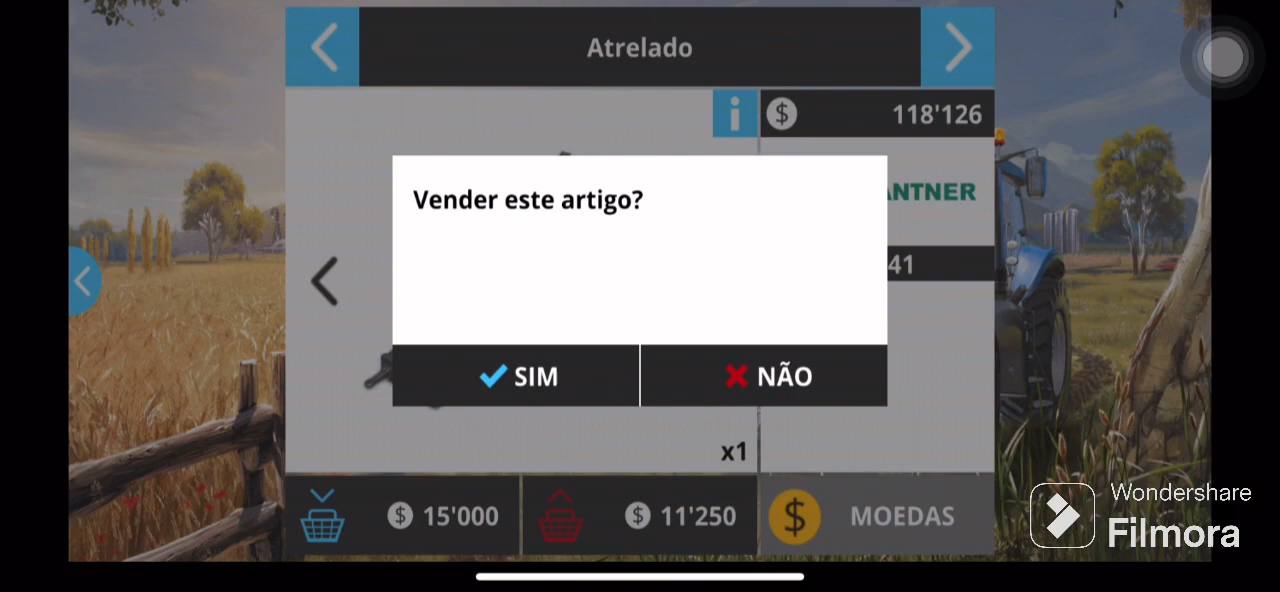 Atrelado
118'126
Vender este artigo?
ANTNER
41
SIM
NÃO
x1
15'000
11'250
MOEDAS
Wondershare
Filmora